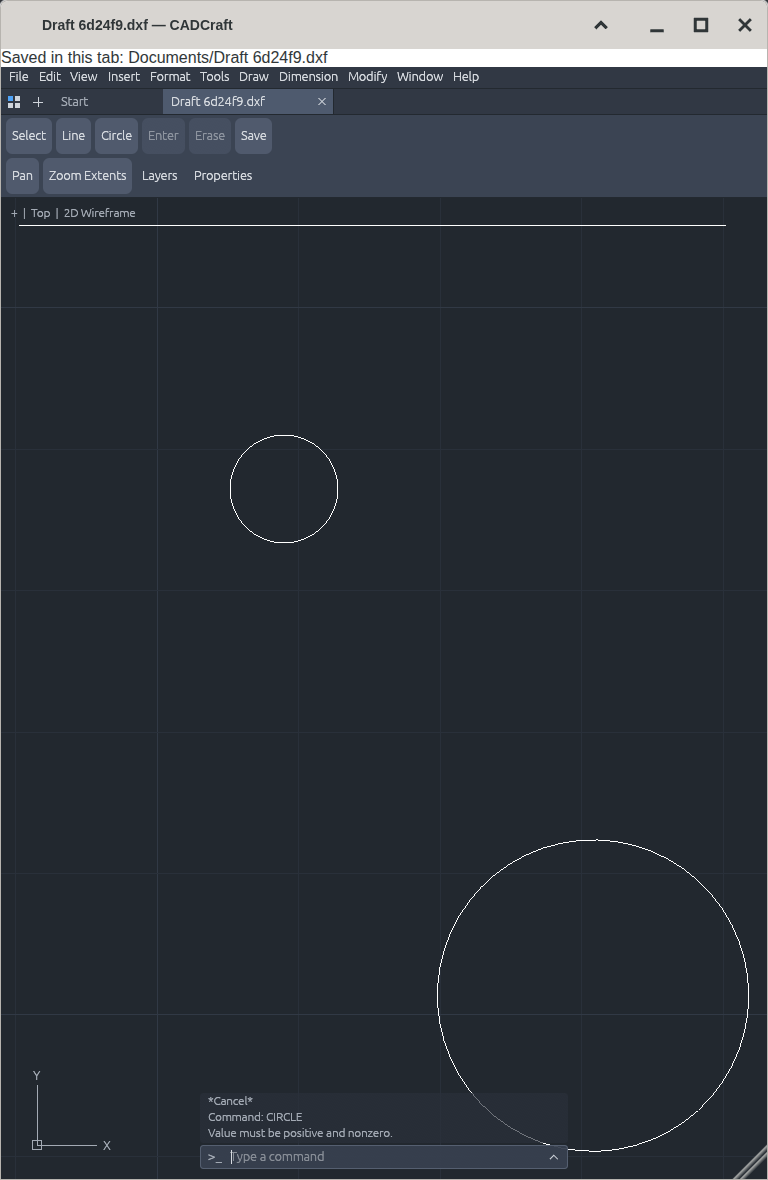 Draft 6d24f9.dxf — CADCraft
Saved in this tab: Documents/Draft 6d24f9.dxf
File Edit View Insert Format Tools Draw Dimension Modify Window Help
+ Start Draft 6d24f9.dxf ×
Select Line Circle Enter Erase Save
Pan Zoom Extents Layers Properties
+ | Top | 2D Wireframe
Y
X
*Cancel*
Command: CIRCLE
Value must be positive and nonzero.
>_ Type a command